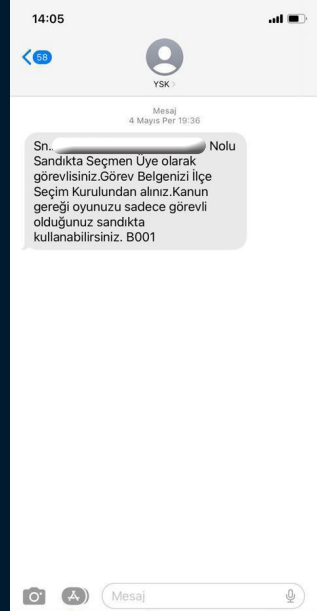 14:05
58
YSK
Mesaj
4 Mayıs Per 19:36
Sn.. Nolu
Sandıkta Seçmen Üye olarak
görevlisiniz.Görev Belgenizi İlçe
Seçim Kurulundan alınız.Kanun
gereği oyunuzu sadece görevli
olduğunuz sandıkta
kullanabilirsiniz. B001
Mesaj